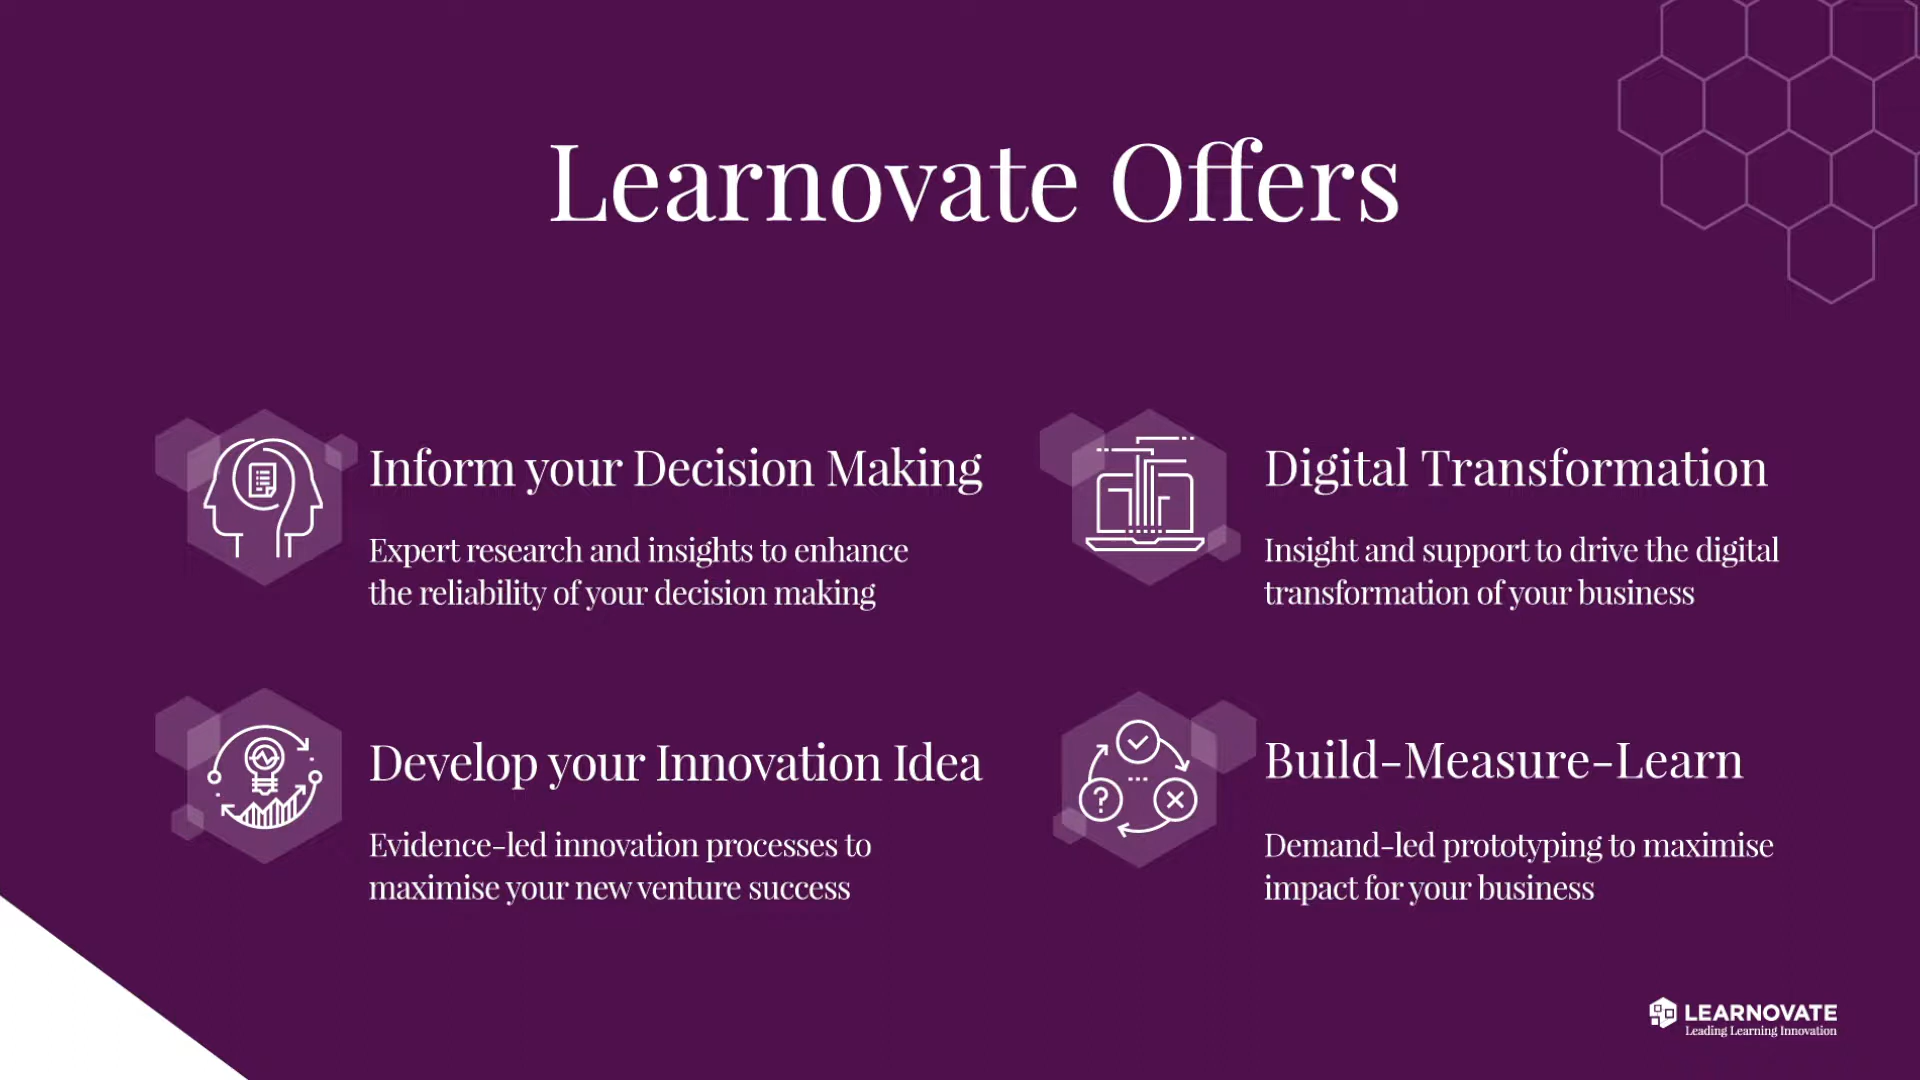 Learnovate Offers
Inform your Decision Making
Expert research and insights to enhance
the reliability of your decision making
Digital Transformation
Insight and support to drive the digital
transformation of your business
Develop your Innovation Idea
Evidence-led innovation processes to
maximise your new venture success
Build-Measure-Learn
Demand-led prototyping to maximise
impact for your business
LEARNOVATE
Leading Learning Innovation